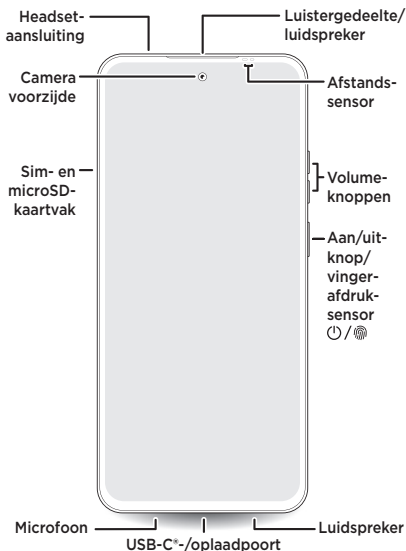 Headset-
aansluiting
Luistergedeelte/
luidspreker
Camera
voorzijde
Afstands-
sensor
Sim- en
microSD-
kaartvak
Volume-
knoppen
Aan/uit-
knop/
vinger-
afdruk-
sensor
/
Microfoon
USB-C®-/oplaadpoort
Luidspreker